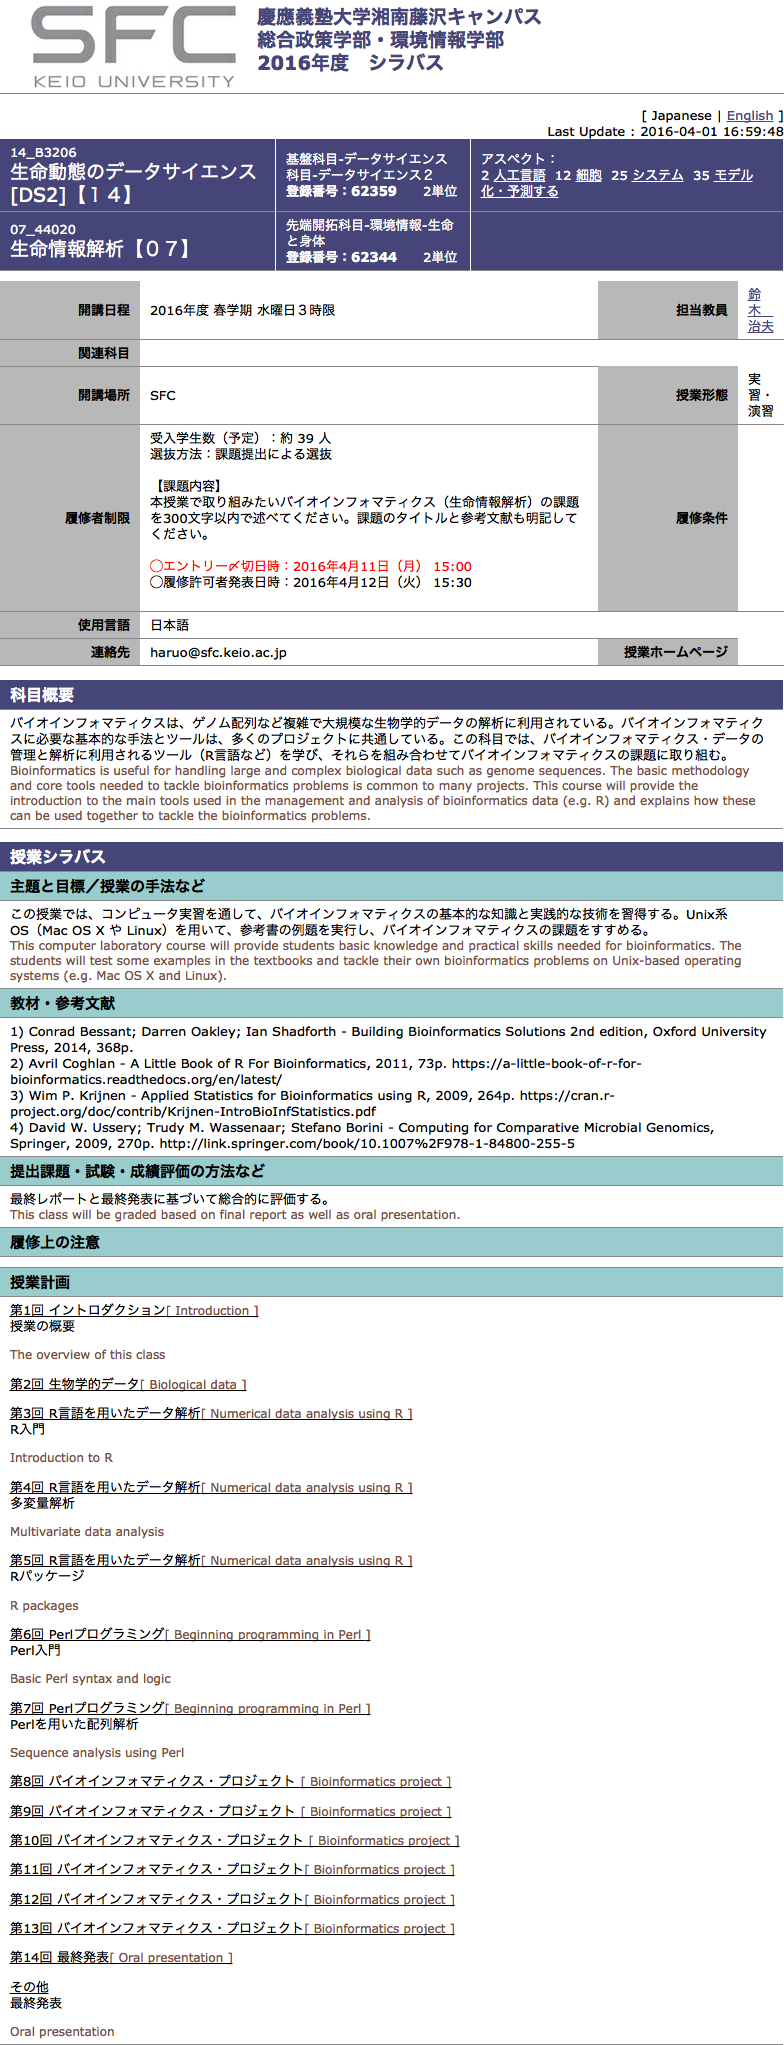 SFC
KEIO UNIVERSITY
慶應義塾大学湘南藤沢キャンパス
総合政策学部・環境情報学部
2016年度　シラバス
[ Japanese | English ]
Last Update : 2016-04-01 16:59:48
14_B3206
生命動態のデータサイエンス
[DS2]【１４】
基盤科目-データサイエンス
科目-データサイエンス２
登録番号：62359　　2単位
アスペクト：
2 人工言語 12 細胞 25 システム 35 モデル
化・予測する
07_44020
生命情報解析【０７】
先端開拓科目-環境情報-生命
と身体
登録番号：62344　　2単位
開講日程
2016年度 春学期 水曜日３時限
担当教員
鈴
木
治夫
関連科目
開講場所
SFC
授業形態
実
習・
演習
履修者制限
受入学生数（予定）：約 39 人
選抜方法：課題提出による選抜
【課題内容】
本授業で取り組みたいバイオインフォマティクス（生命情報解析）の課題
を300文字以内で述べてください。課題のタイトルと参考文献も明記して
ください。
◯エントリー〆切日時：2016年4月11日（月） 15:00
◯履修許可者発表日時：2016年4月12日（火） 15:30
履修条件
使用言語
日本語
連絡先
haruo@sfc.keio.ac.jp
授業ホームページ
科目概要
バイオインフォマティクスは、ゲノム配列など複雑で大規模な生物学的データの解析に利用されている。バイオインフォマティク
スに必要な基本的な手法とツールは、多くのプロジェクトに共通している。この科目では、バイオインフォマティクス・データの
管理と解析に利用されるツール（R言語など）を学び、それらを組み合わせてバイオインフォマティクスの課題に取り組む。
Bioinformatics is useful for handling large and complex biological data such as genome sequences. The basic methodology
and core tools needed to tackle bioinformatics problems is common to many projects. This course will provide the
introduction to the main tools used in the management and analysis of bioinformatics data (e.g. R) and explains how these
can be used together to tackle the bioinformatics problems.
授業シラバス
主題と目標／授業の手法など
この授業では、コンピュータ実習を通して、バイオインフォマティクスの基本的な知識と実践的な技術を習得する。Unix系
OS（Mac OS X や Linux）を用いて、参考書の例題を実行し、バイオインフォマティクスの課題をすすめる。
This computer laboratory course will provide students basic knowledge and practical skills needed for bioinformatics. The
students will test some examples in the textbooks and tackle their own bioinformatics problems on Unix-based operating
systems (e.g. Mac OS X and Linux).
教材・参考文献
1) Conrad Bessant; Darren Oakley; Ian Shadforth - Building Bioinformatics Solutions 2nd edition, Oxford University
Press, 2014, 368p.
2) Avril Coghlan - A Little Book of R For Bioinformatics, 2011, 73p. https://a-little-book-of-r-for-
bioinformatics.readthedocs.org/en/latest/
3) Wim P. Krijnen - Applied Statistics for Bioinformatics using R, 2009, 264p. https://cran.r-
project.org/doc/contrib/Krijnen-IntroBioInfStatistics.pdf
4) David W. Ussery; Trudy M. Wassenaar; Stefano Borini - Computing for Comparative Microbial Genomics,
Springer, 2009, 270p. http://link.springer.com/book/10.1007%2F978-1-84800-255-5
提出課題・試験・成績評価の方法など
最終レポートと最終発表に基づいて総合的に評価する。
This class will be graded based on final report as well as oral presentation.
履修上の注意
授業計画
第1回 イントロダクション[ Introduction ]
授業の概要
The overview of this class
第2回 生物学的データ[ Biological data ]
第3回 R言語を用いたデータ解析[ Numerical data analysis using R ]
R入門
Introduction to R
第4回 R言語を用いたデータ解析[ Numerical data analysis using R ]
多変量解析
Multivariate data analysis
第5回 R言語を用いたデータ解析[ Numerical data analysis using R ]
Rパッケージ
R packages
第6回 Perlプログラミング[ Beginning programming in Perl ]
Perl入門
Basic Perl syntax and logic
第7回 Perlプログラミング[ Beginning programming in Perl ]
Perlを用いた配列解析
Sequence analysis using Perl
第8回 バイオインフォマティクス・プロジェクト [ Bioinformatics project ]
第9回 バイオインフォマティクス・プロジェクト [ Bioinformatics project ]
第10回 バイオインフォマティクス・プロジェクト [ Bioinformatics project ]
第11回 バイオインフォマティクス・プロジェクト[ Bioinformatics project ]
第12回 バイオインフォマティクス・プロジェクト[ Bioinformatics project ]
第13回 バイオインフォマティクス・プロジェクト[ Bioinformatics project ]
第14回 最終発表[ Oral presentation ]
その他
最終発表
Oral presentation